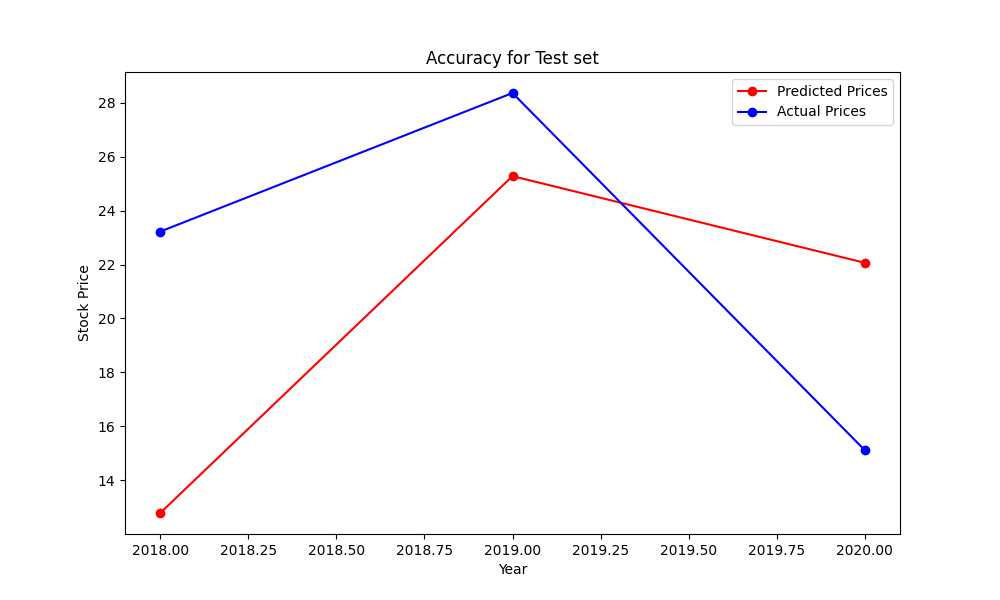 Accuracy for Test set
Predicted Prices
Actual Prices
Stock Price
28
26
24
22
20
18
16
14
2018.00 2018.25 2018.50 2018.75 2019.00 2019.25 2019.50 2019.75 2020.00
Year